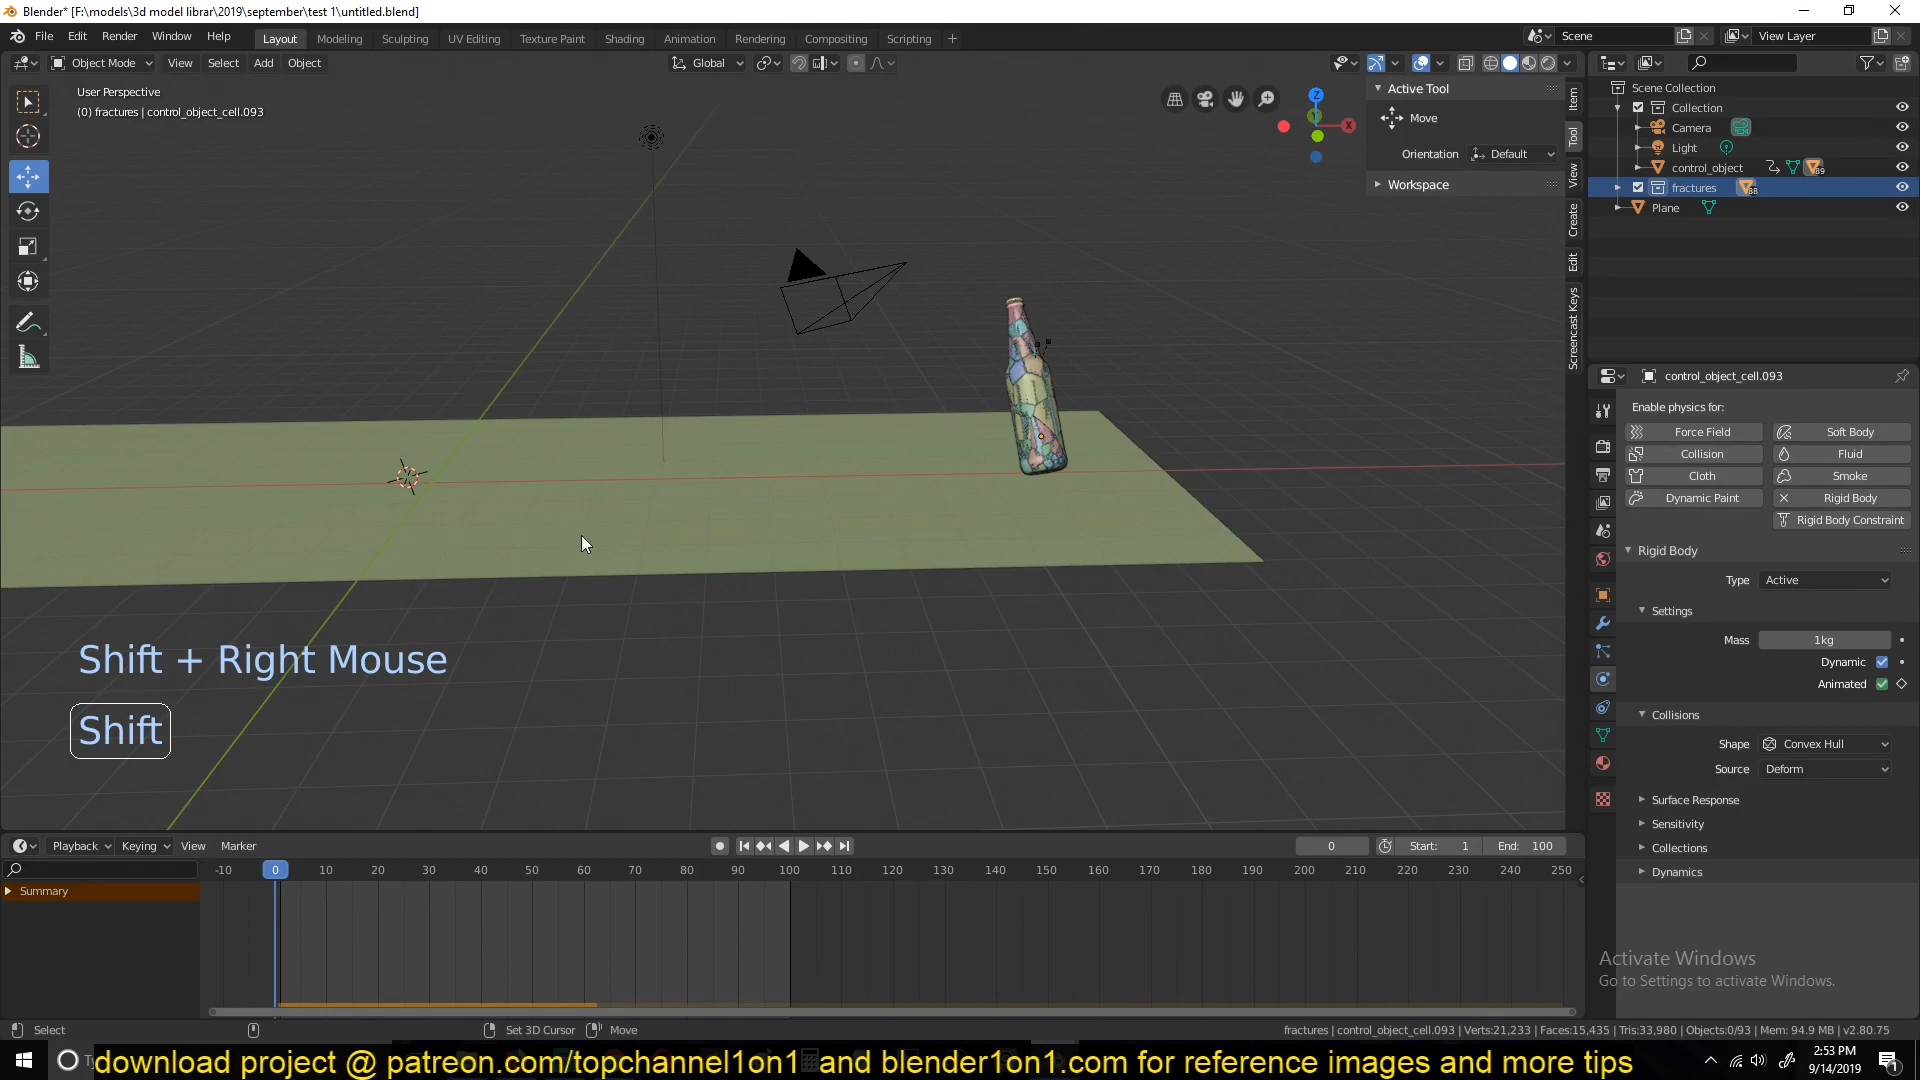 Blender* [F:\models\3d model librar\2019\september\test 1\untitled.blend]
File Edit Render Window Help Layout Modeling Sculpting UV Editing Texture Paint Shading Animation Rendering Compositing Scripting + Scene View Layer
Object Mode View Select Add Object Global
User Perspective
(0) fractures | control_object_cell.093
Active Tool
Move
Orientation Default
Workspace
Item
Tool
View
Create
Edit
Screencast Keys
Z
X
Scene Collection
Collection
Camera
Light
control_object 89
fractures 88
Plane
control_object_cell.093
Enable physics for:
Force Field Soft Body
Collision Fluid
Cloth Smoke
Dynamic Paint Rigid Body
Rigid Body Constraint
Rigid Body
Type Active
Settings
Mass 1kg
Dynamic
Animated
Collisions
Shape Convex Hull
Source Deform
Surface Response
Sensitivity
Collections
Dynamics
Shift + Right Mouse
Shift
Playback Keying View Marker 0 Start: 1 End: 100
-10 0 10 20 30 40 50 60 70 80 90 100 110 120 130 140 150 160 170 180 190 200 210 220 230 240 250
Summary
Activate Windows
Go to Settings to activate Windows.
Select Set 3D Cursor Move fractures | control_object_cell.093 | Verts:21,233 | Faces:15,435 | Tris:33,980 | Objects:0/93 | Mem: 94.9 MB | v2.80.75
download project @ patreon.com/topchannel1on1 and blender1on1.com for reference images and more tips
2:53 PM
9/14/2019
1